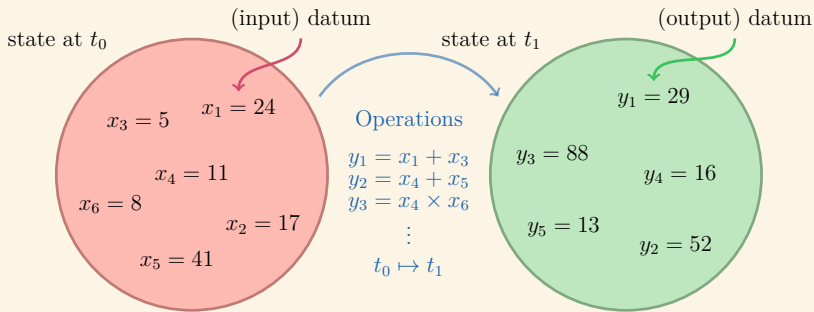 (input) datum
state at t₀
x₁ = 24
x₃ = 5
x₄ = 11
x₆ = 8
x₂ = 17
x₅ = 41
Operations
y₁ = x₁ + x₃
y₂ = x₄ + x₅
y₃ = x₄ × x₆
⋮
t₀ ↦ t₁
(output) datum
state at t₁
y₁ = 29
y₃ = 88
y₄ = 16
y₅ = 13
y₂ = 52